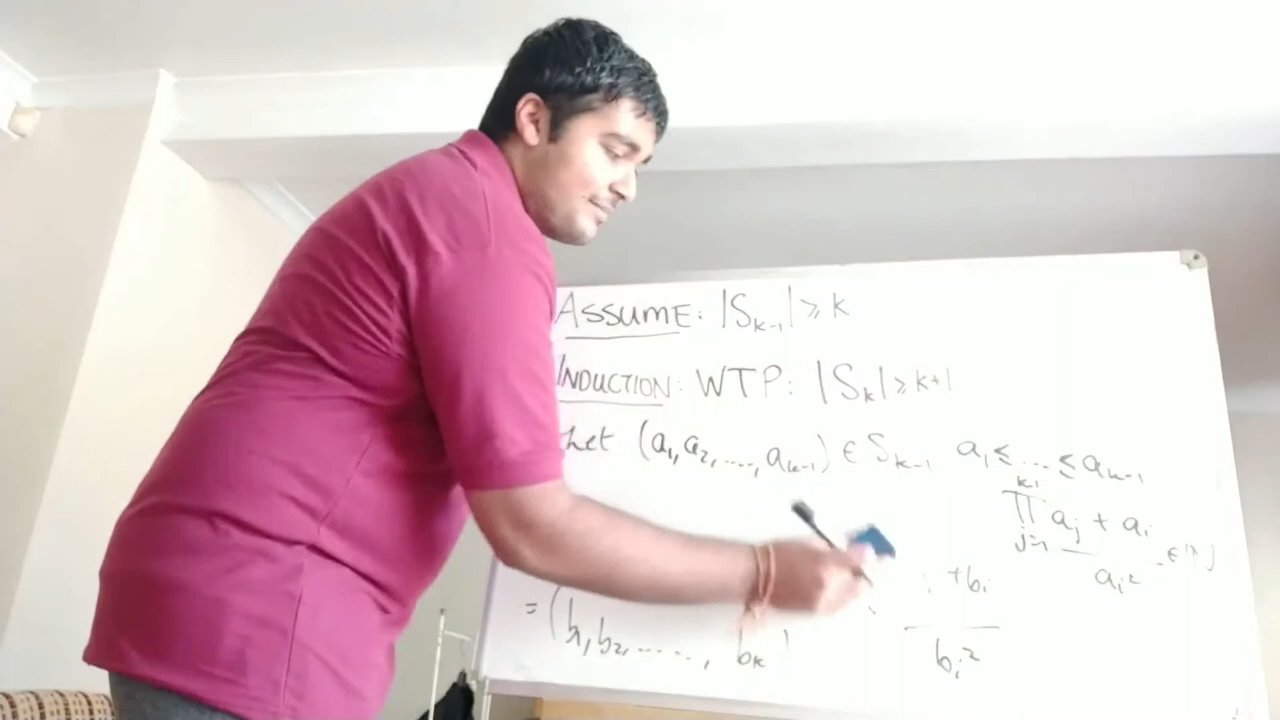 ASSUME: |S_{k-1}| ≥ k
INDUCTION: WTP: |S_k| ≥ k+1
Let (a_1, a_2, ....., a_{k-1}) ∈ S_{k-1} a_1 ≤ ... ≤ a_{k-1}
k-1
∏ a_j + a_i
j=1
a_i^2 ∈ ℕ
+ b_i
= (b_1, b_2, ....., b_k)
b_i^2